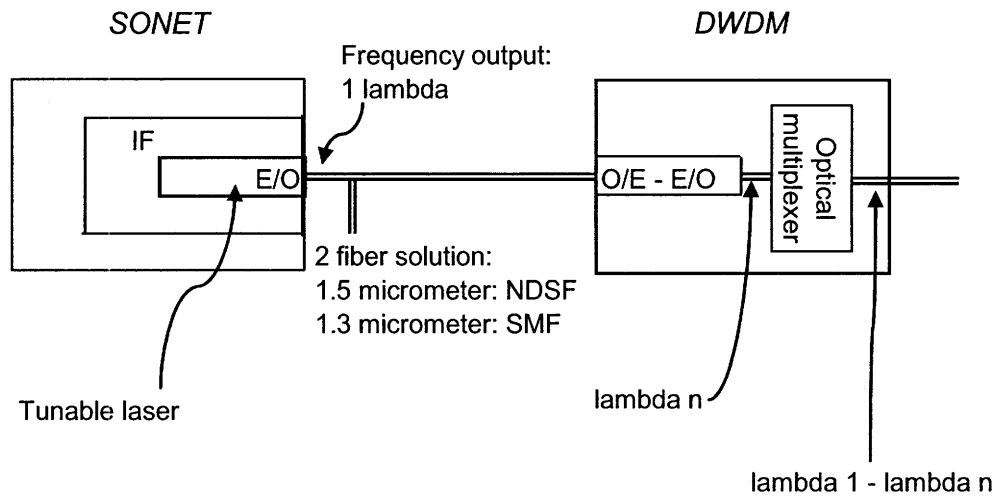 SONET
DWDM
Frequency output:
1 lambda
IF
E/O
O/E - E/O
Optical
multiplexer
2 fiber solution:
1.5 micrometer: NDSF
1.3 micrometer: SMF
Tunable laser
lambda n
lambda 1 - lambda n